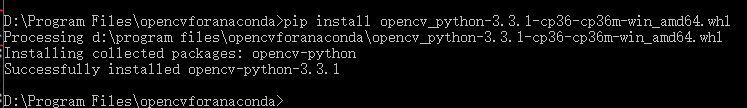 D:\Program Files\opencvforanaconda>pip install opencv_python-3.3.1-cp36-cp36m-win_amd64.whl
Processing d:\program files\opencvforanaconda\opencv_python-3.3.1-cp36-cp36m-win_amd64.whl
Installing collected packages: opencv-python
Successfully installed opencv-python-3.3.1
D:\Program Files\opencvforanaconda>